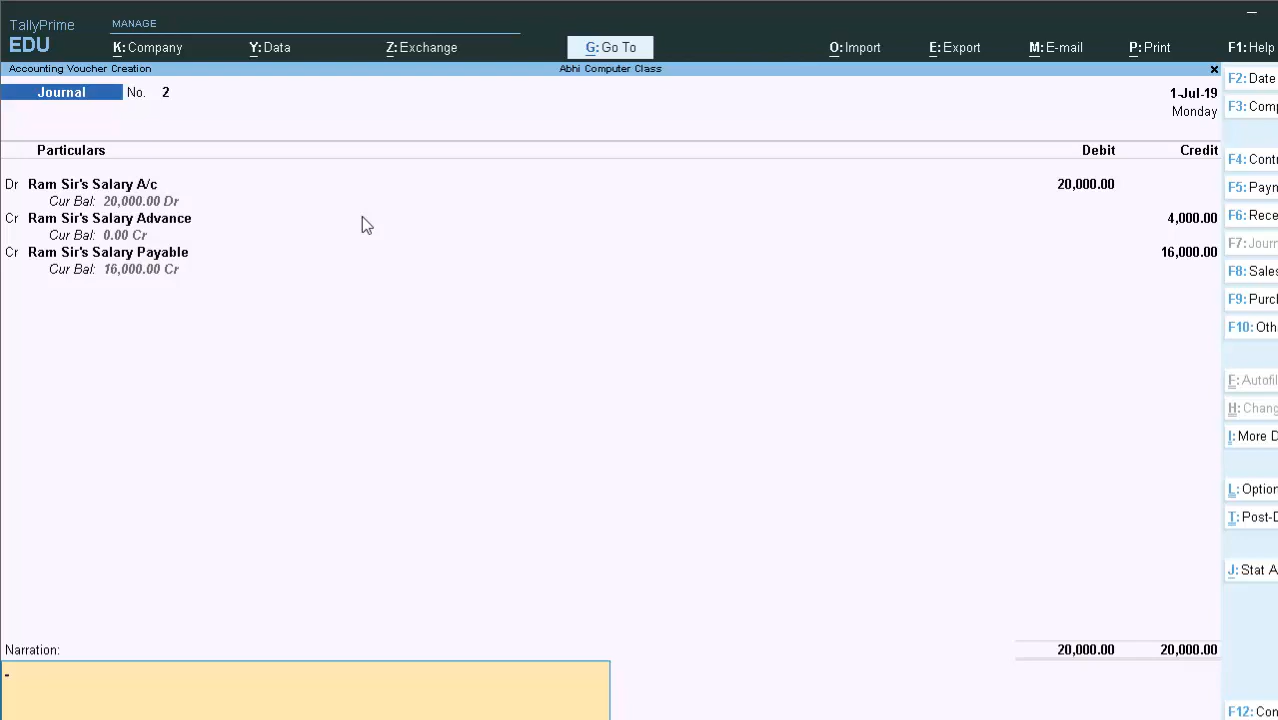 TallyPrime
EDU
MANAGE
K: Company
Y: Data
Z: Exchange
G: Go To
O: Import
E: Export
M: E-mail
P: Print
F1: Help
Accounting Voucher Creation
Abhi Computer Class
Journal No. 2
1-Jul-19
Monday
Particulars Debit Credit
Dr Ram Sir's Salary A/c 20,000.00
Cur Bal: 20,000.00 Dr
Cr Ram Sir's Salary Advance 4,000.00
Cur Bal: 0.00 Cr
Cr Ram Sir's Salary Payable 16,000.00
Cur Bal: 16,000.00 Cr
Narration: 20,000.00 20,000.00
F2: Date
F3: Comp
F4: Contr
F5: Payn
F6: Rece
F7: Journ
F8: Sales
F9: Purcl
F10: Oth
F: Autofil
H: Chang
I: More D
L: Option
T: Post-D
J: Stat A
F12: Con